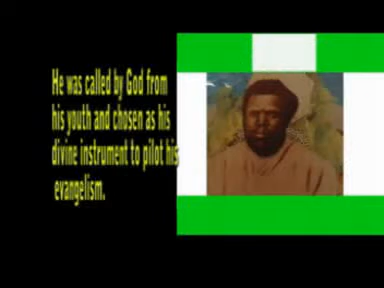 He was called by God from
his youth and chosen as his
divine instrument to pilot his
evangelism.